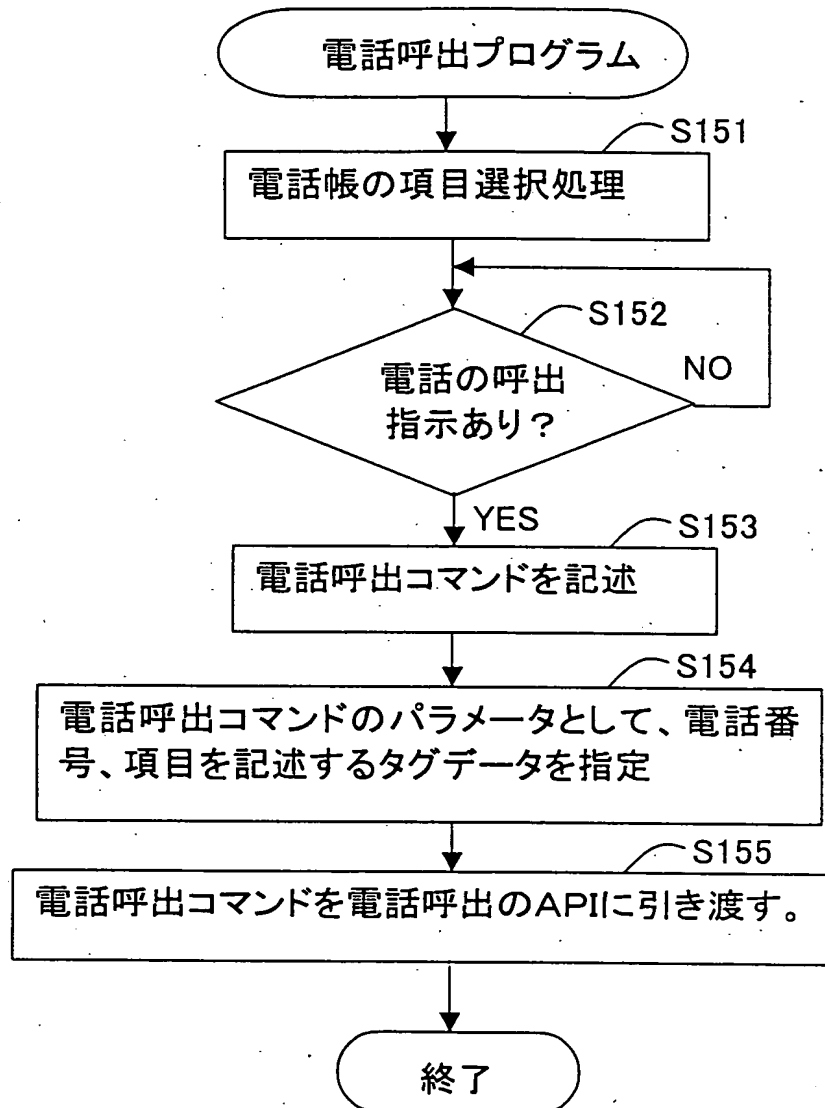 電話呼出プログラム
S151
電話帳の項目選択処理
S152
電話の呼出
指示あり？
NO
YES
S153
電話呼出コマンドを記述
S154
電話呼出コマンドのパラメータとして、電話番
号、項目を記述するタグデータを指定
S155
電話呼出コマンドを電話呼出のAPIに引き渡す。
終了